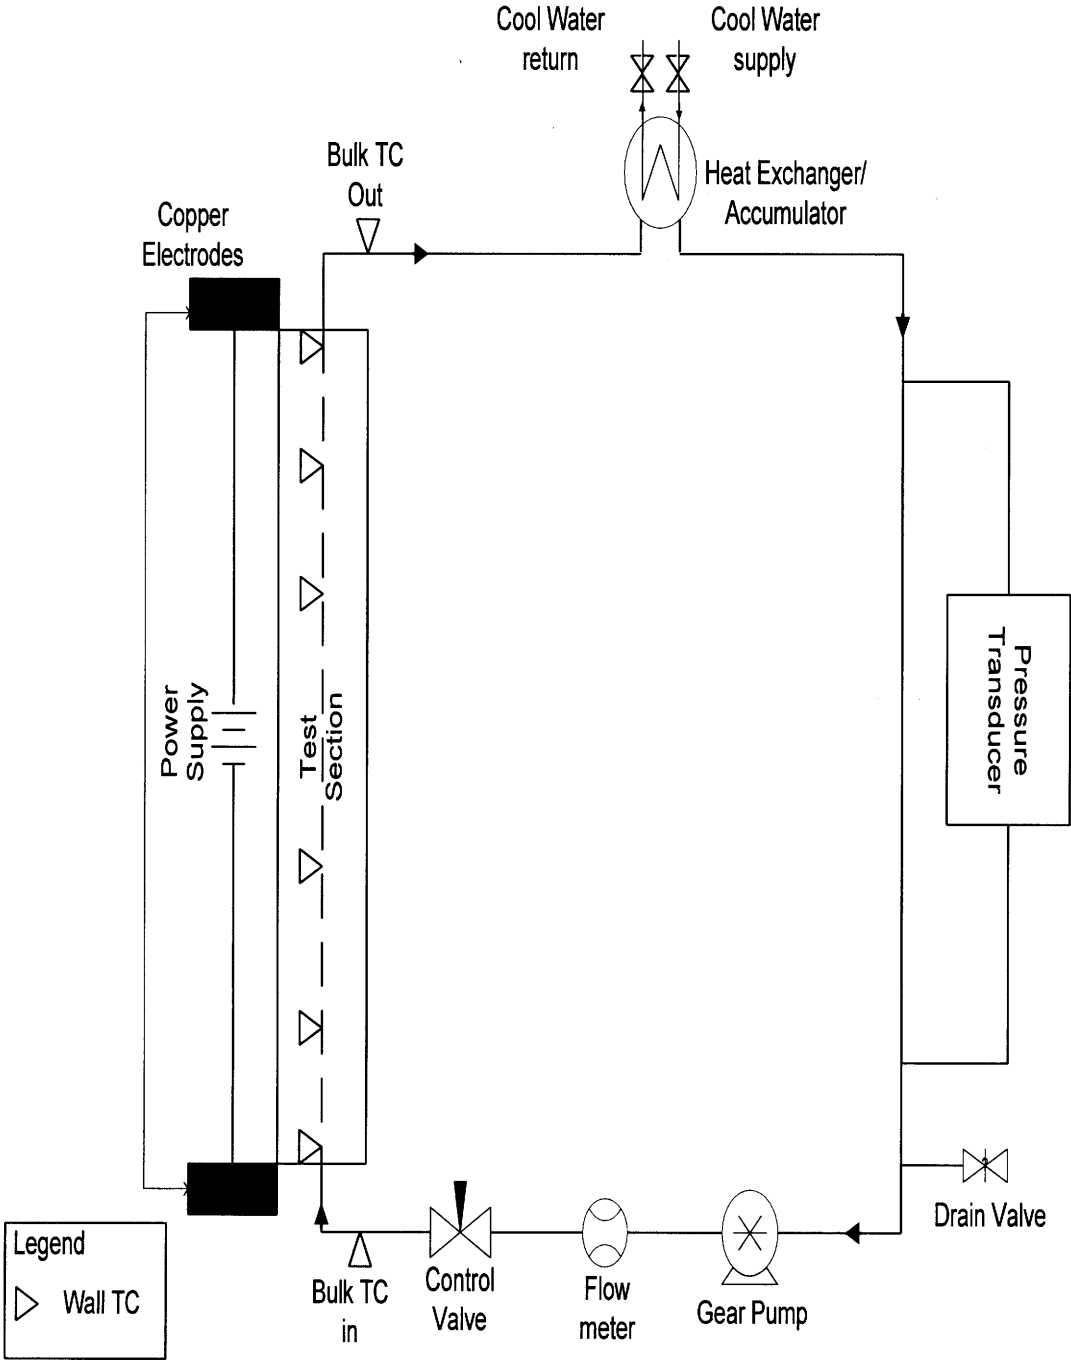 Cool Water
return
Cool Water
supply
Bulk TC
Out
Heat Exchanger/
Accumulator
Copper
Electrodes
Power
Supply
Test
Section
Pressure
Transducer
Drain Valve
Control
Valve
Flow
meter
Gear Pump
Bulk TC
in
Legend
Wall TC